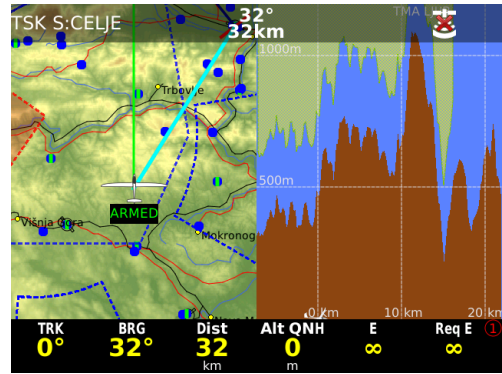 TSK S:CELJE
32°
32km
TMA L
1000m
Trbovlje
500m
ARMED
Višnja Gora
Mokronog
0 km
10 km
20 km
TRK
BRG
Dist
Alt QNH
E
Req E
1
0°
32°
32
0
∞
∞
km
m